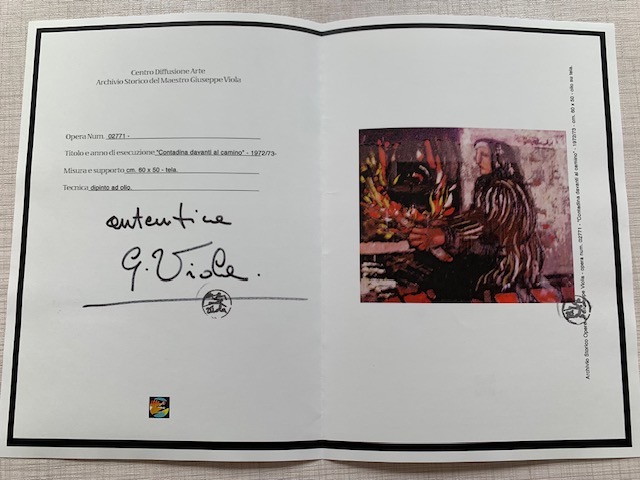 Centro Diffusione Arte
Archivio Storico del Maestro Giuseppe Viola
Opera Num. 02771 -
Titolo e anno di esecuzione "Contadina davanti al camino" - 1972/73-
Misura e supporto cm. 60 x 50 - tela.
Tecnica dipinto ad olio.
autentico
G. Viola.
Archivio Storico Opere Giuseppe Viola - opera num. 02771 - "Contadina davanti al camino" - 1972/73 - cm. 60 x 50 - olio su tela.